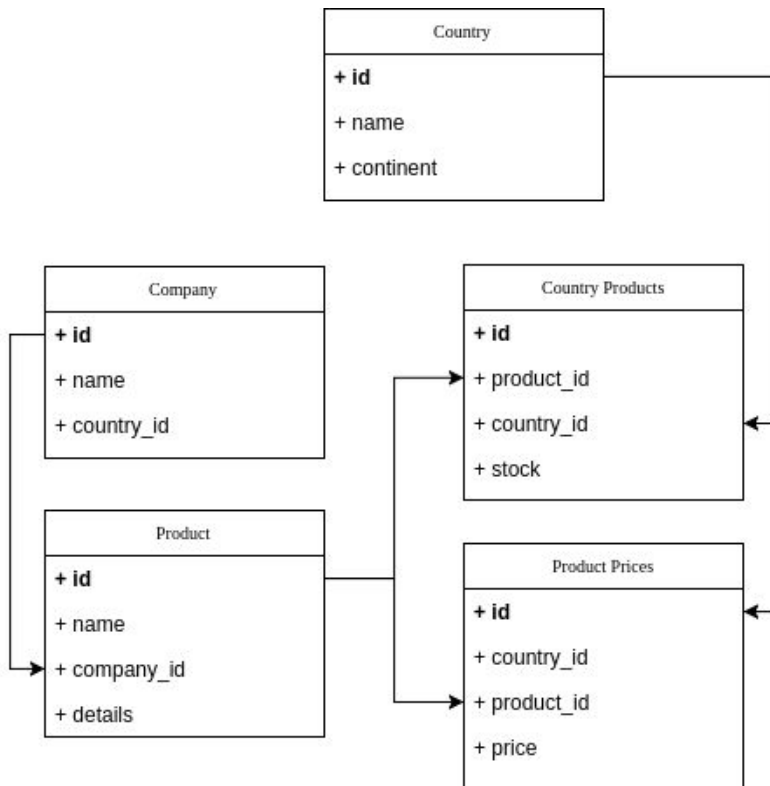 Country
+ id
+ name
+ continent
Company
+ id
+ name
+ country_id
Country Products
+ id
+ product_id
+ country_id
+ stock
Product
+ id
+ name
+ company_id
+ details
Product Prices
+ id
+ country_id
+ product_id
+ price